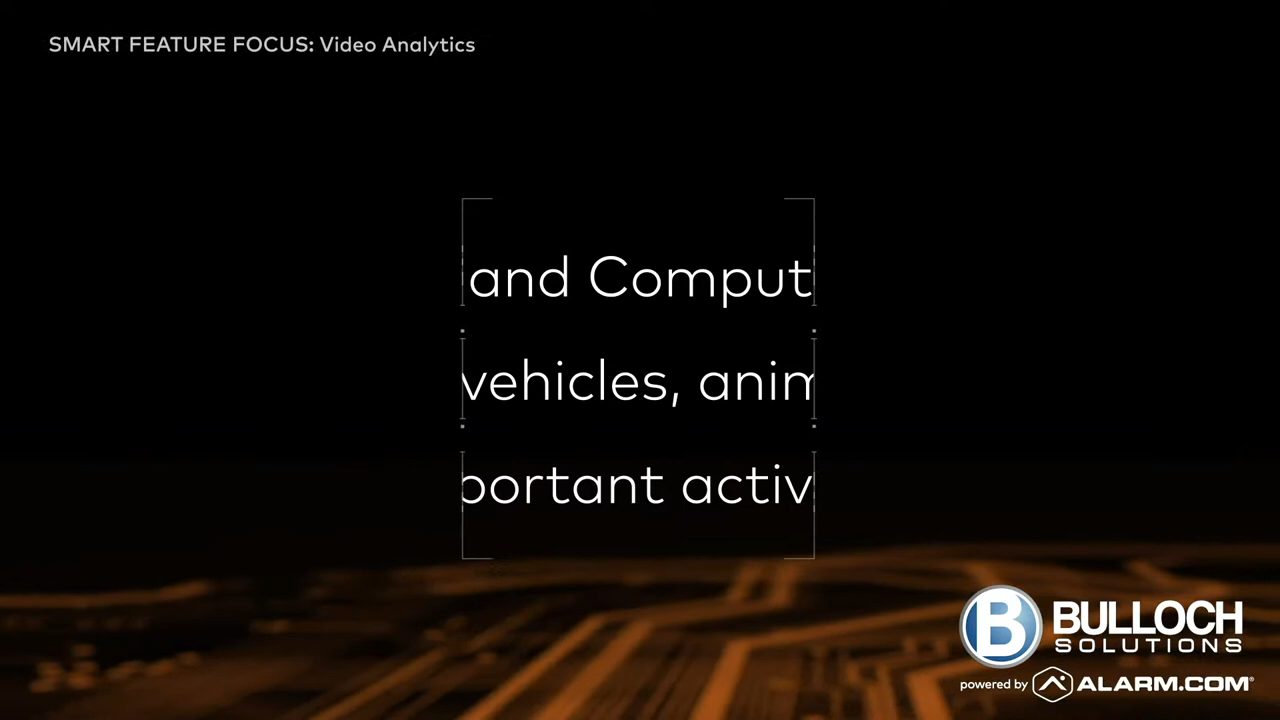 SMART FEATURE FOCUS: Video Analytics
and Comput
vehicles, anim
portant activ
B BULLOCH
SOLUTIONS
powered by ALARM.COM®